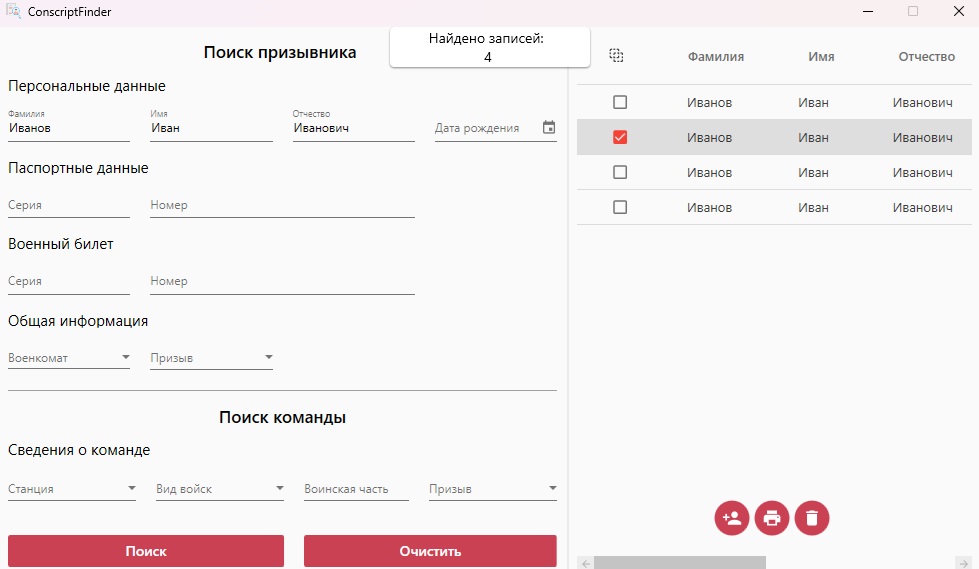 ConscriptFinder
Найдено записей:
4
Поиск призывника
Персональные данные
Фамилия Имя Отчество
Иванов Иван Иванович Дата рождения
Паспортные данные
Серия Номер
Военный билет
Серия Номер
Общая информация
Военкомат Призыв
Поиск команды
Сведения о команде
Станция Вид войск Воинская часть Призыв
Поиск Очистить
Фамилия Имя Отчество
Иванов Иван Иванович
Иванов Иван Иванович
Иванов Иван Иванович
Иванов Иван Иванович